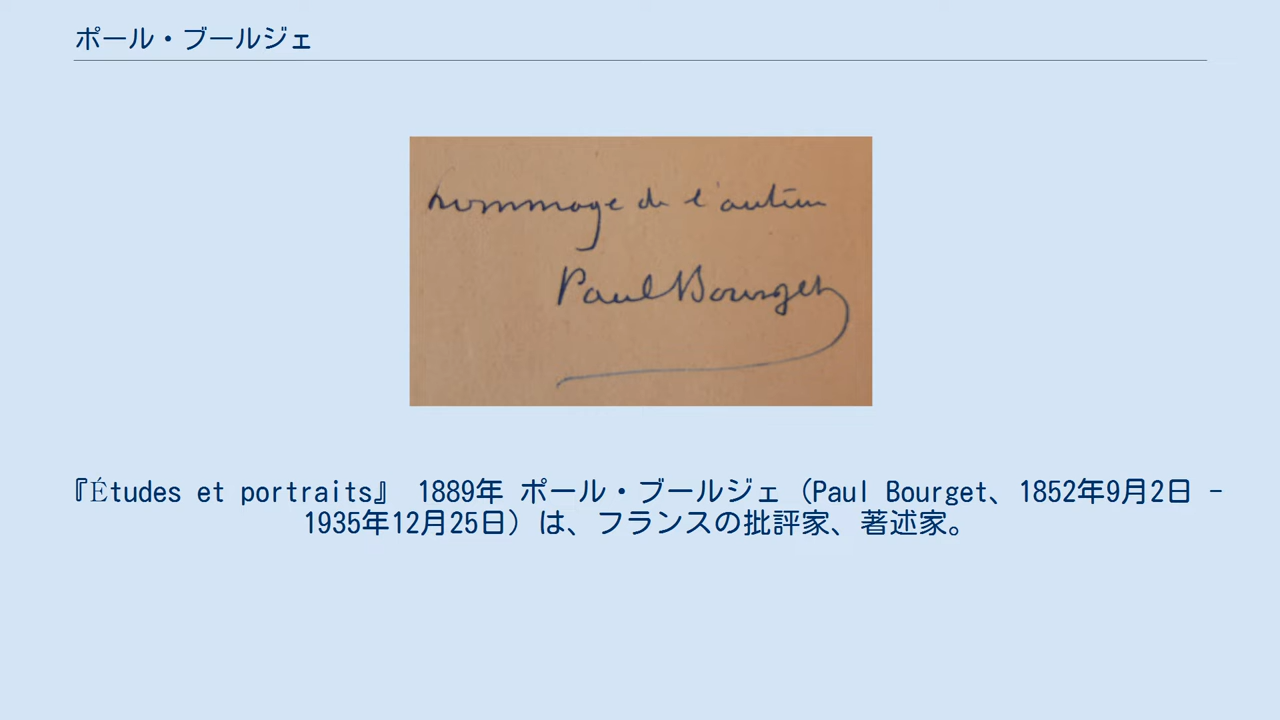 ポール・ブールジェ
hommage de l'auteur
Paul Bourget
『Études et portraits』 1889年 ポール・ブールジェ（Paul Bourget、1852年9月2日 -
1935年12月25日）は、フランスの批評家、著述家。